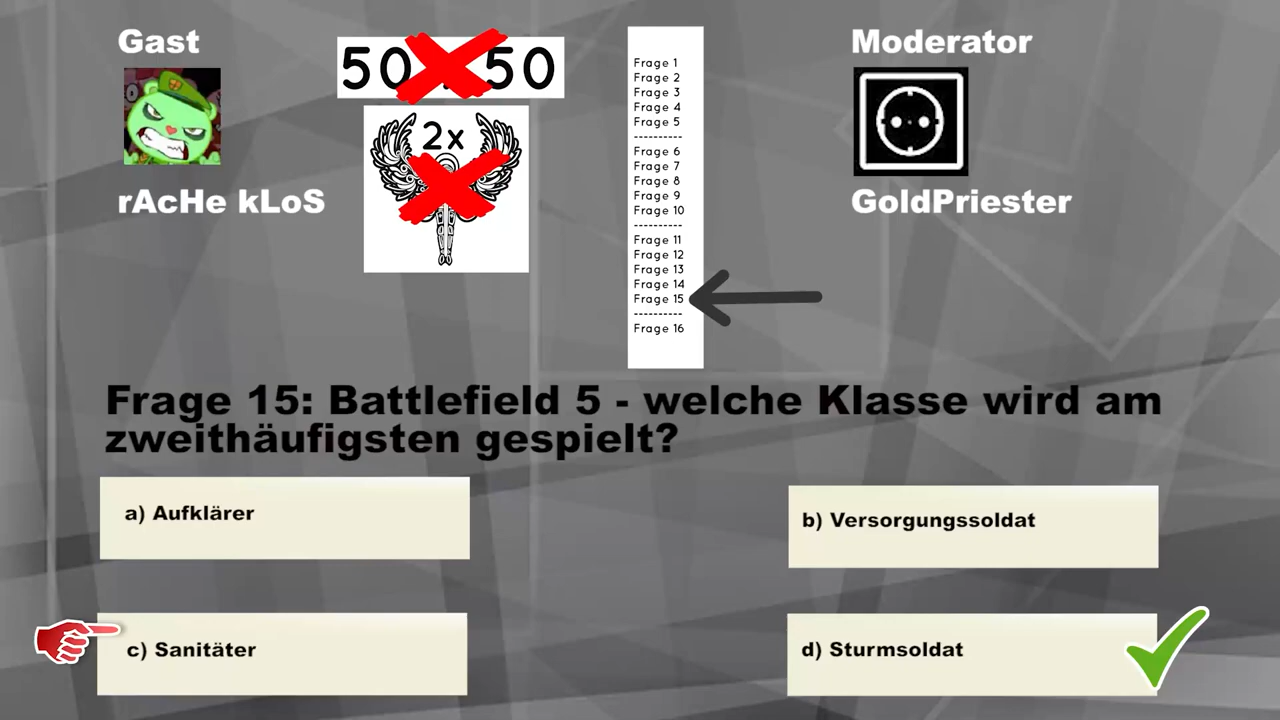 Gast
rAcHe kLoS
50 50
2x
Frage 1
Frage 2
Frage 3
Frage 4
Frage 5
----------
Frage 6
Frage 7
Frage 8
Frage 9
Frage 10
----------
Frage 11
Frage 12
Frage 13
Frage 14
Frage 15
----------
Frage 16
Moderator
GoldPriester
Frage 15: Battlefield 5 - welche Klasse wird am
zweithäufigsten gespielt?
a) Aufklärer
b) Versorgungssoldat
c) Sanitäter
d) Sturmsoldat